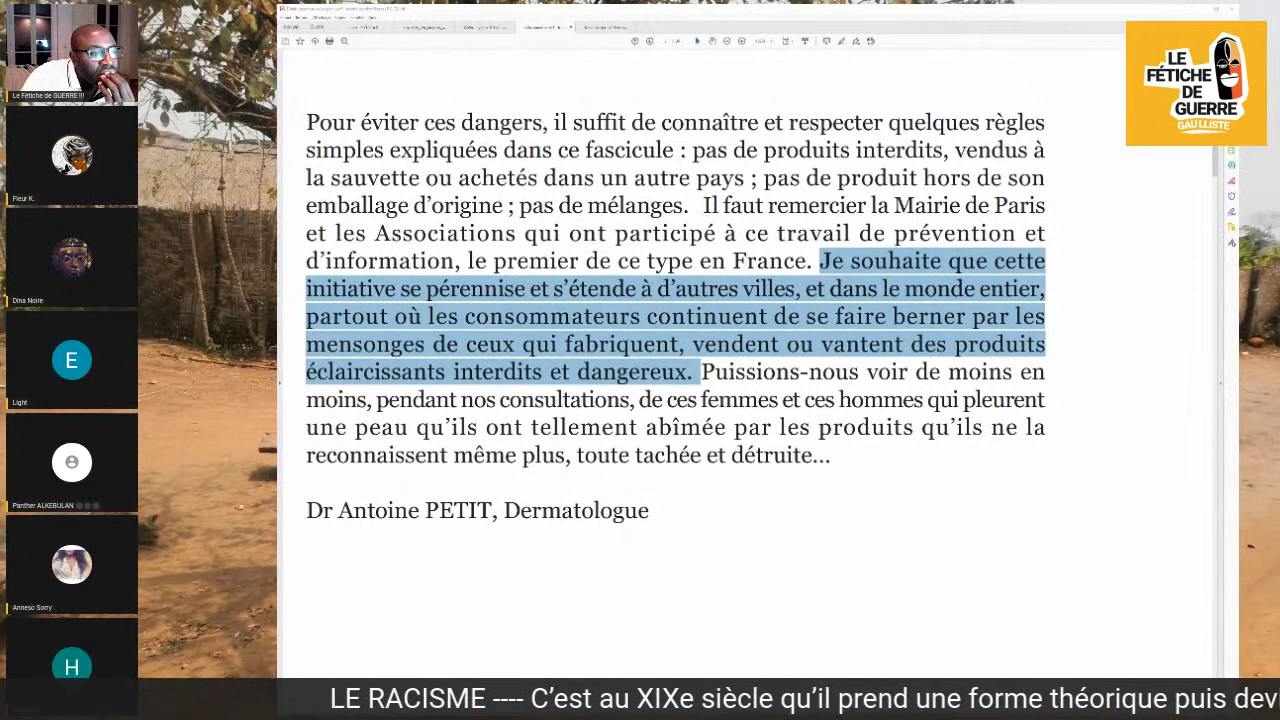 Le Fétiche de GUERRE !!!
Fleur K.
Dina Noire
E
Light
Panther ALKEBULAN
Anneso Sorry
H
LE
FÉTICHE
DE
GUERRE
GAULLISTE
Pour éviter ces dangers, il suffit de connaître et respecter quelques règles
simples expliquées dans ce fascicule : pas de produits interdits, vendus à
la sauvette ou achetés dans un autre pays ; pas de produit hors de son
emballage d’origine ; pas de mélanges. Il faut remercier la Mairie de Paris
et les Associations qui ont participé à ce travail de prévention et
d’information, le premier de ce type en France. Je souhaite que cette
initiative se pérennise et s’étende à d’autres villes, et dans le monde entier,
partout où les consommateurs continuent de se faire berner par les
mensonges de ceux qui fabriquent, vendent ou vantent des produits
éclaircissants interdits et dangereux. Puissions-nous voir de moins en
moins, pendant nos consultations, de ces femmes et ces hommes qui pleurent
une peau qu’ils ont tellement abîmée par les produits qu’ils ne la
reconnaissent même plus, toute tachée et détruite...
Dr Antoine PETIT, Dermatologue
LE RACISME ---- C’est au XIXe siècle qu’il prend une forme théorique puis dev